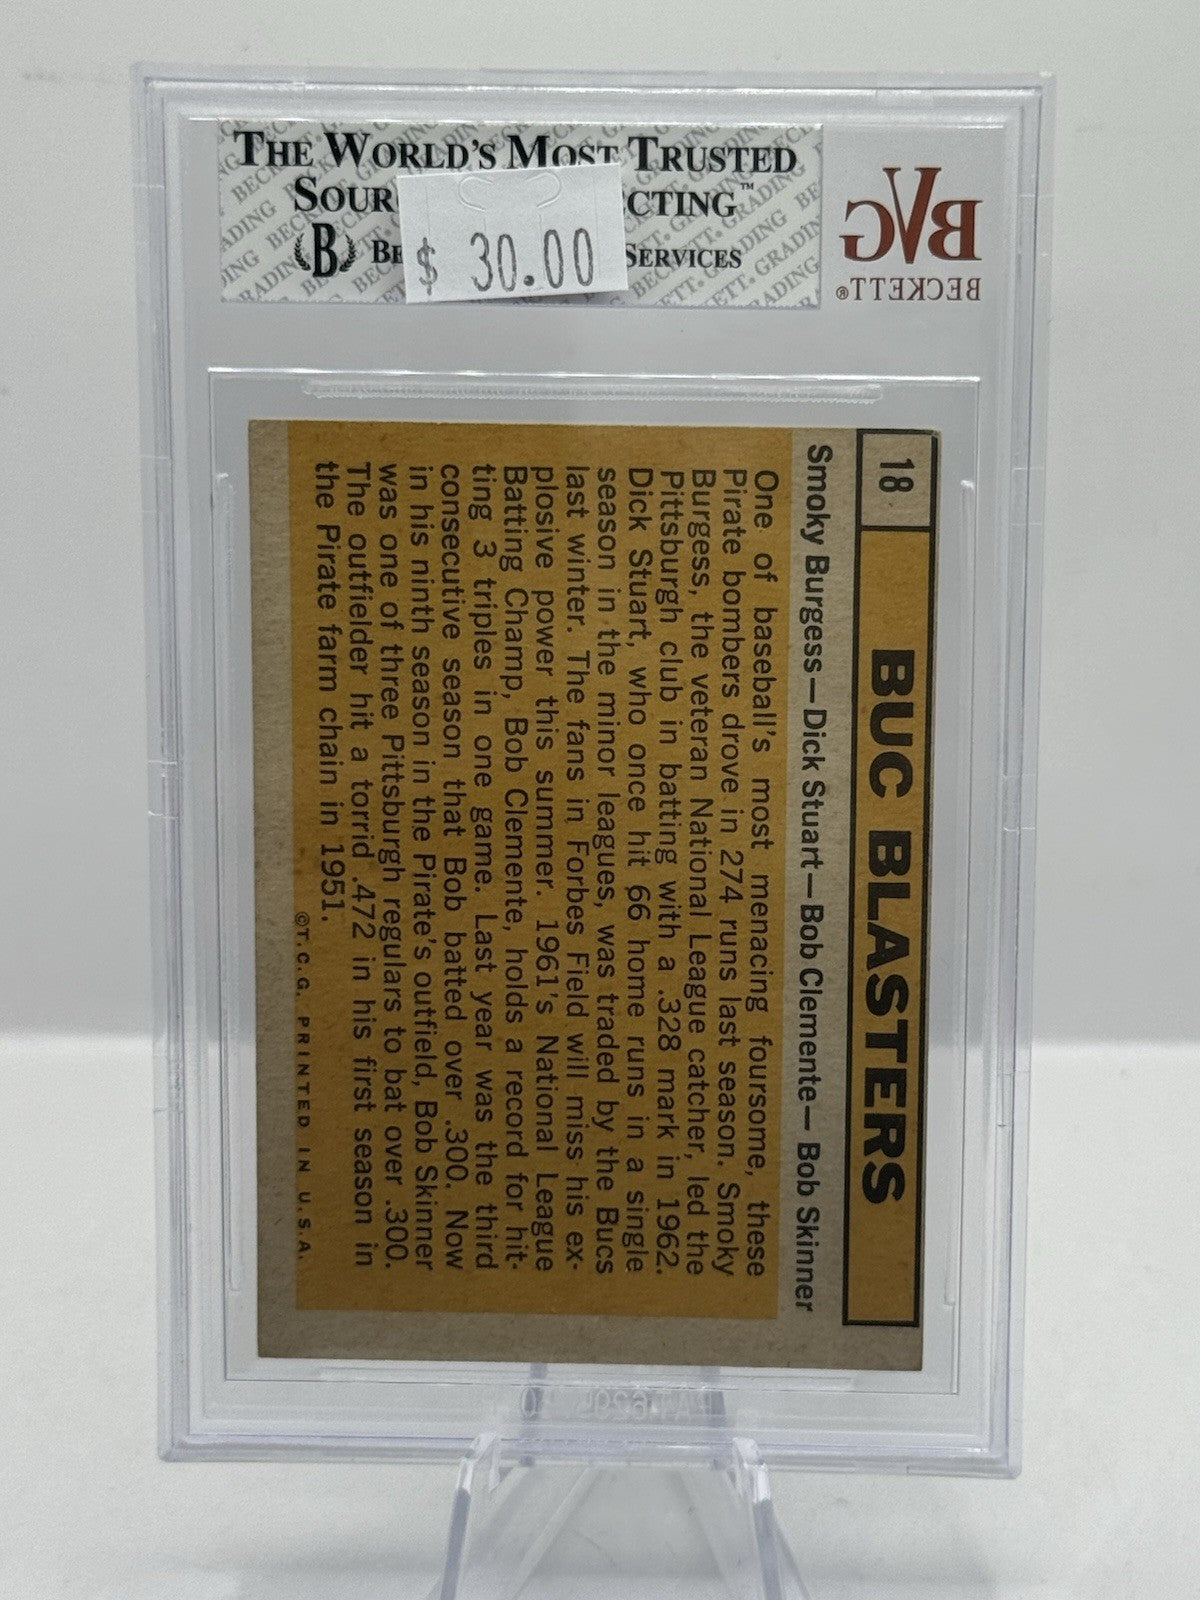 THE WORLD'S MOST TRUSTED
SOUR CTING™
B BE SERVICES
$ 30.00
BVG
BECKETT®
18
BUC BLASTERS
Smoky Burgess—Dick Stuart—Bob Clemente— Bob Skinner
One of baseball's most menacing foursome, these
Pirate bombers drove in 274 runs last season. Smoky
Burgess, the veteran National League catcher, led the
Pittsburgh club in batting with a .328 mark in 1962.
Dick Stuart, who once hit 66 home runs in a single
season in the minor leagues, was traded by the Bucs
last winter. The fans in Forbes Field will miss his ex-
plosive power this summer. 1961's National League
Batting Champ, Bob Clemente, holds a record for hit-
ting 3 triples in one game. Last year was the third
consecutive season that Bob batted over .300. Now
in his ninth season in the Pirate's outfield, Bob Skinner
was one of three Pittsburgh regulars to bat over .300.
The outfielder hit a torrid .472 in his first season in
the Pirate farm chain in 1951.
©T.C.G. PRINTED IN U.S.A.